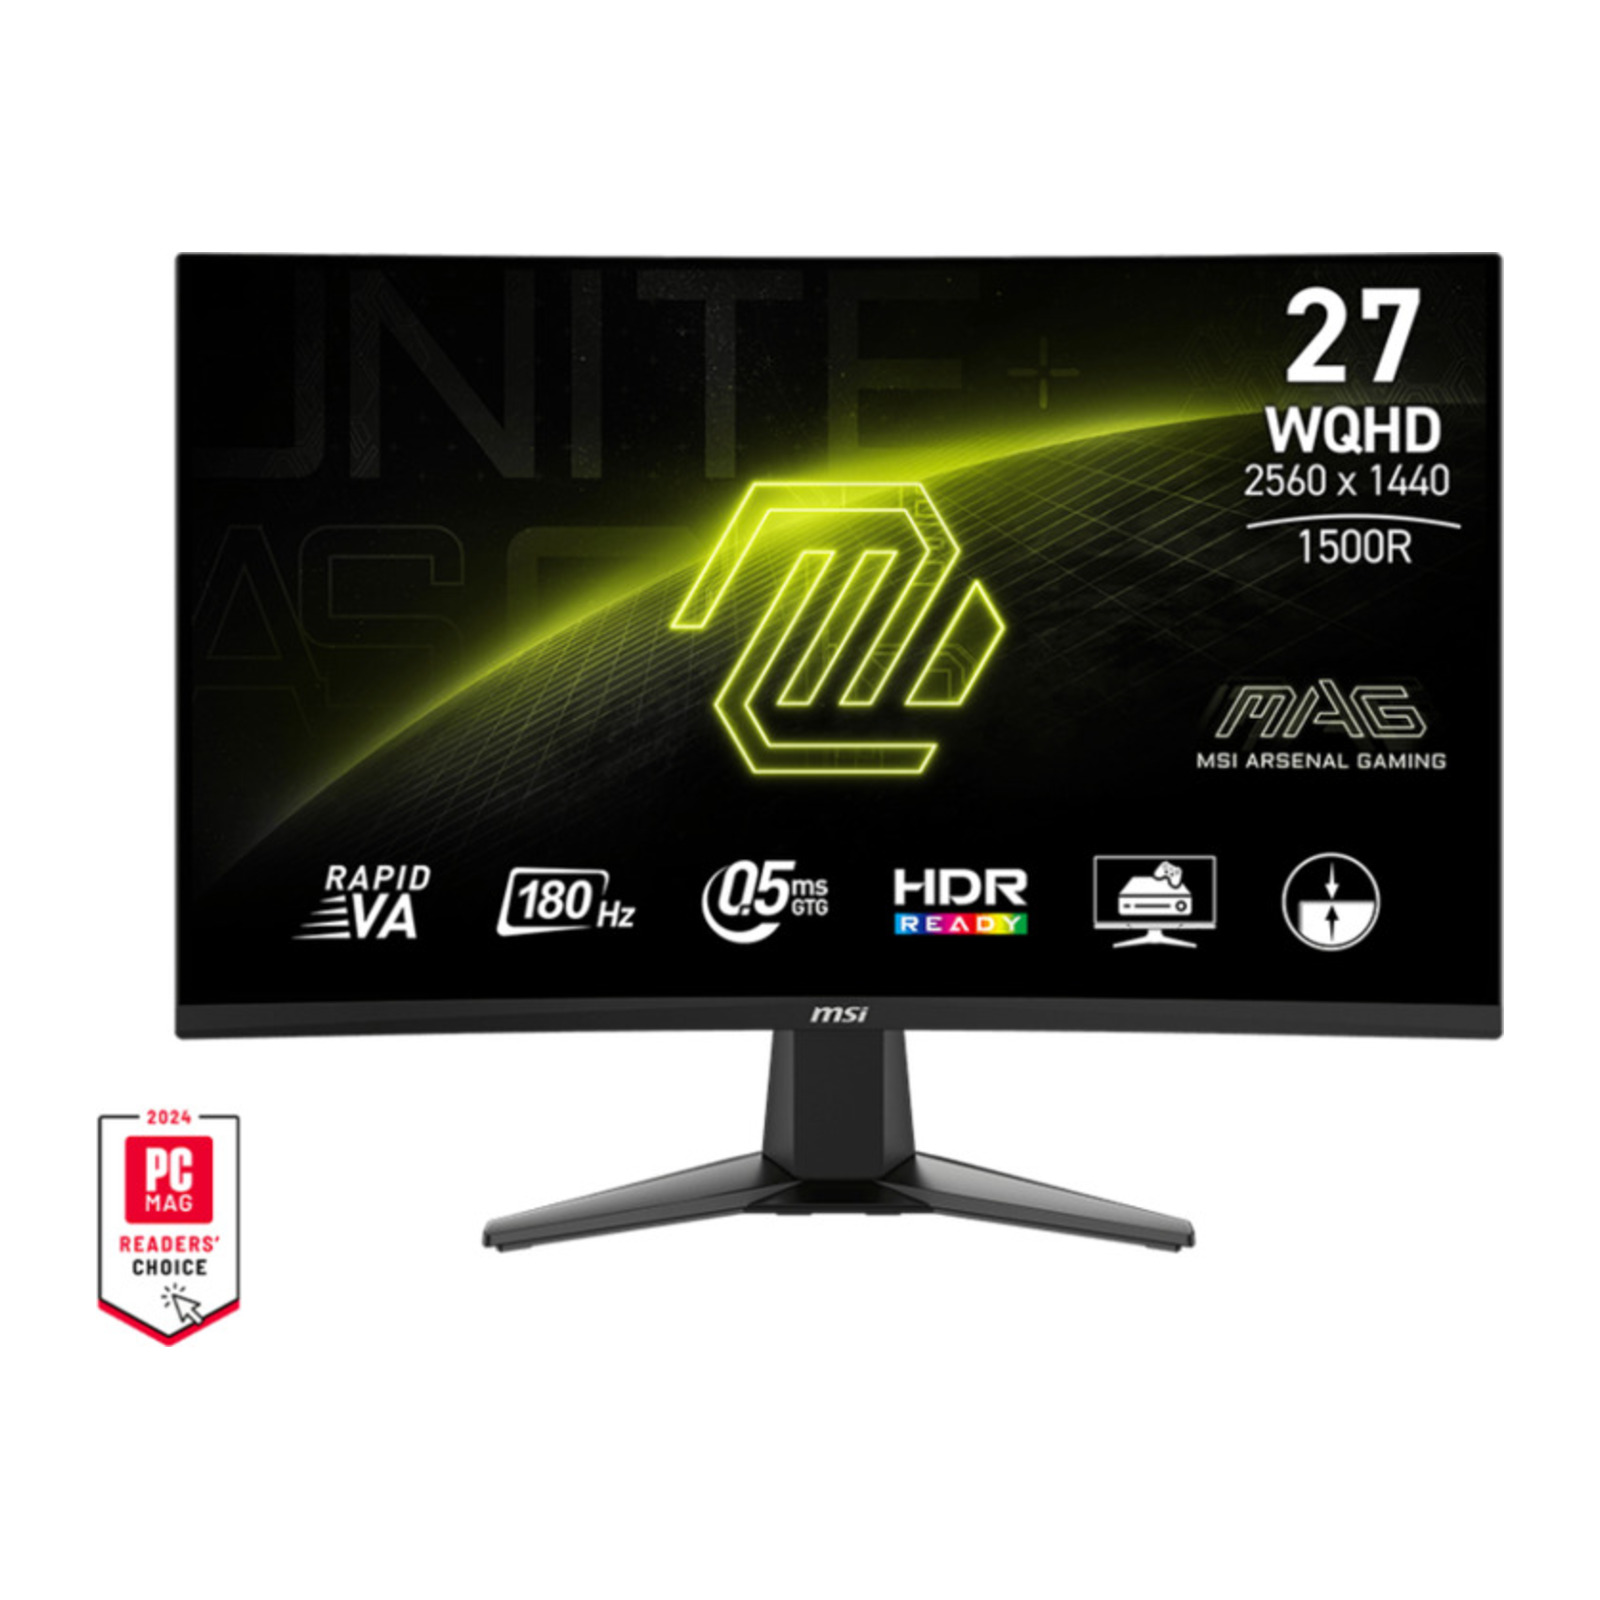 UNITE+
27
WQHD
2560 x 1440
1500R
MAG
MSI ARSENAL GAMING
RAPID
VA
180Hz
0.5ms
GTG
HDR
READY
msi
2024
PC
MAG
READERS'
CHOICE